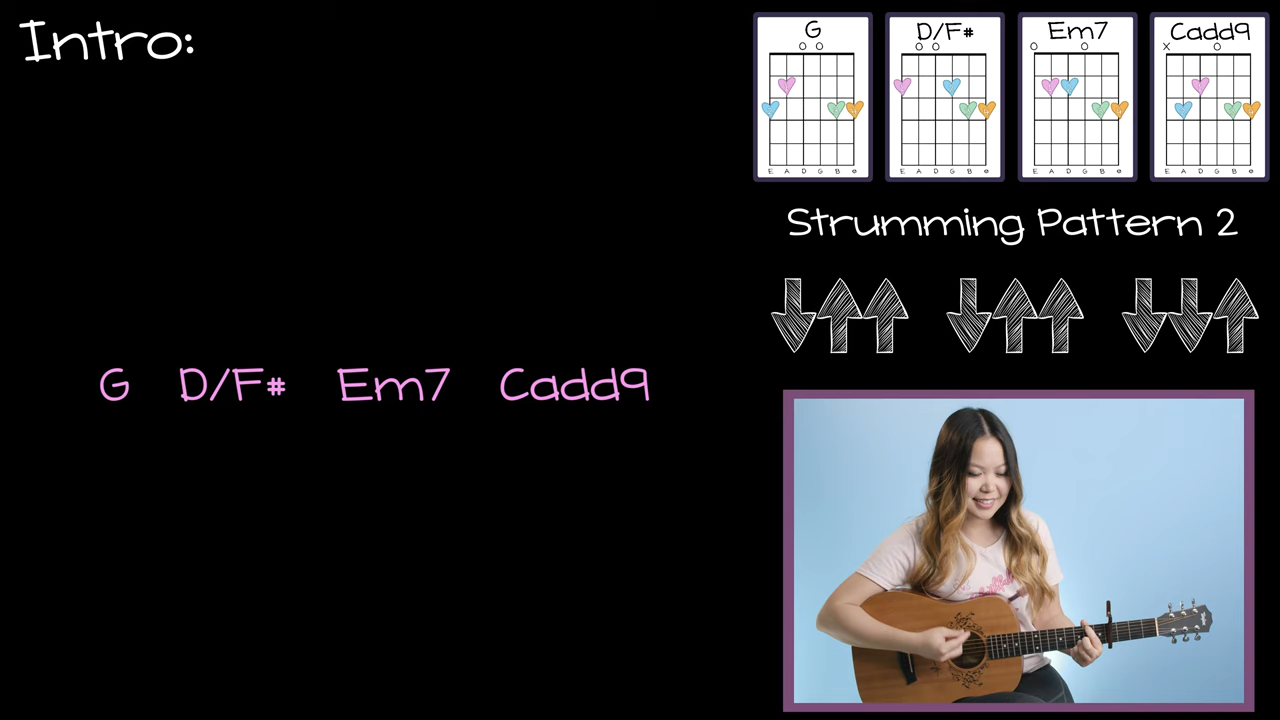 Intro:
G D/F# Em7 Cadd9
G
O O
E A D G B e
D/F#
O O
E A D G B e
Em7
O O
E A D G B e
Cadd9
X O
E A D G B e
Strumming Pattern 2